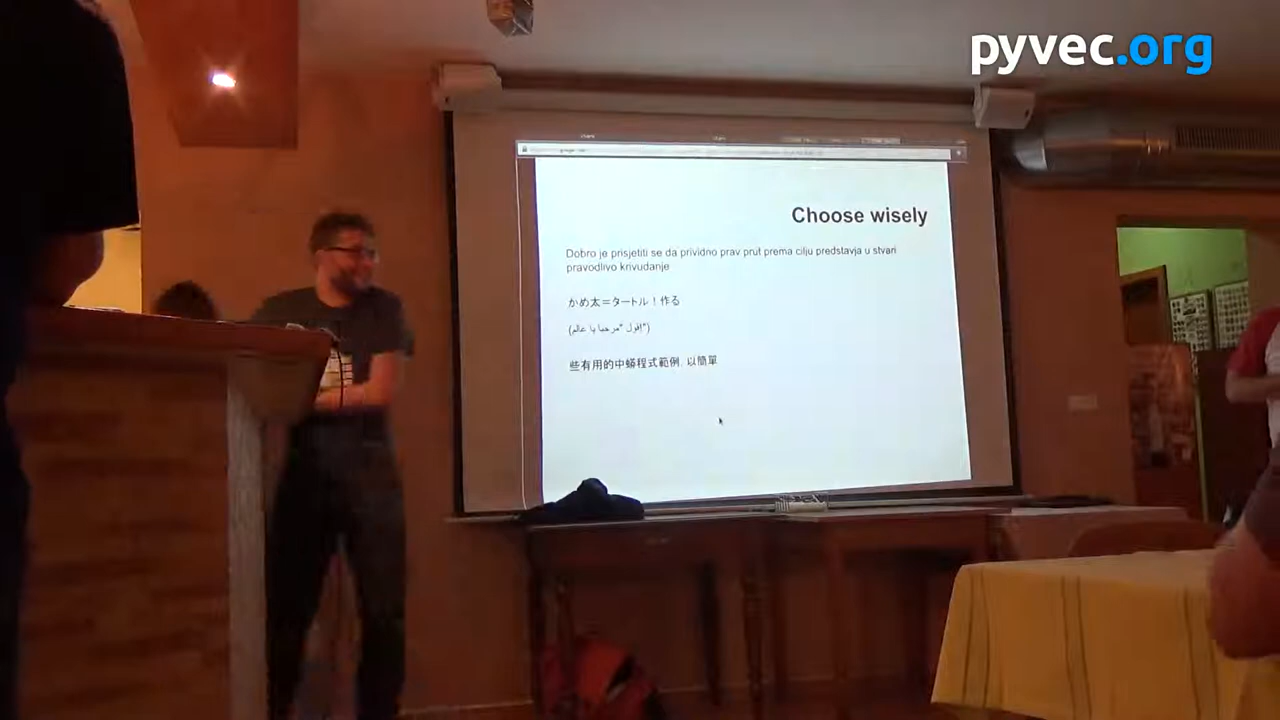 pyvec.org
Choose wisely
Dobro je prisjetiti se da prividno prav prut prema cilju predstavja u stvari
pravodlivo krivudanje
かめ太＝タートル！作る
(قول "مرحبا يا عالم")
些有用的中蟒程式範例, 以簡單